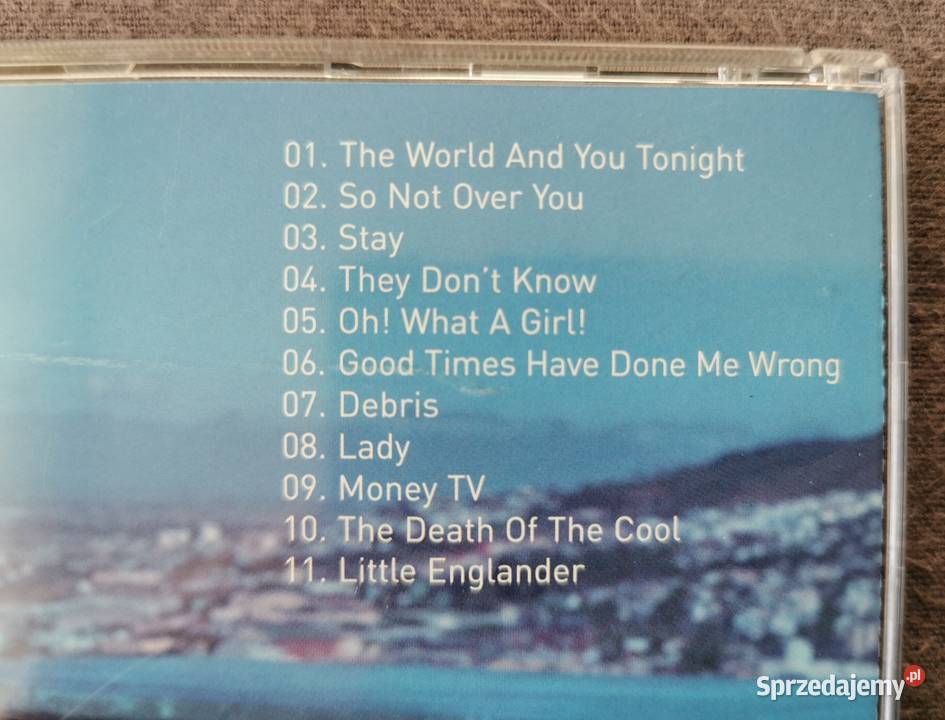 01. The World And You Tonight
02. So Not Over You
03. Stay
04. They Don't Know
05. Oh! What A Girl!
06. Good Times Have Done Me Wrong
07. Debris
08. Lady
09. Money TV
10. The Death Of The Cool
11. Little Englander
Sprzedajemy.pl